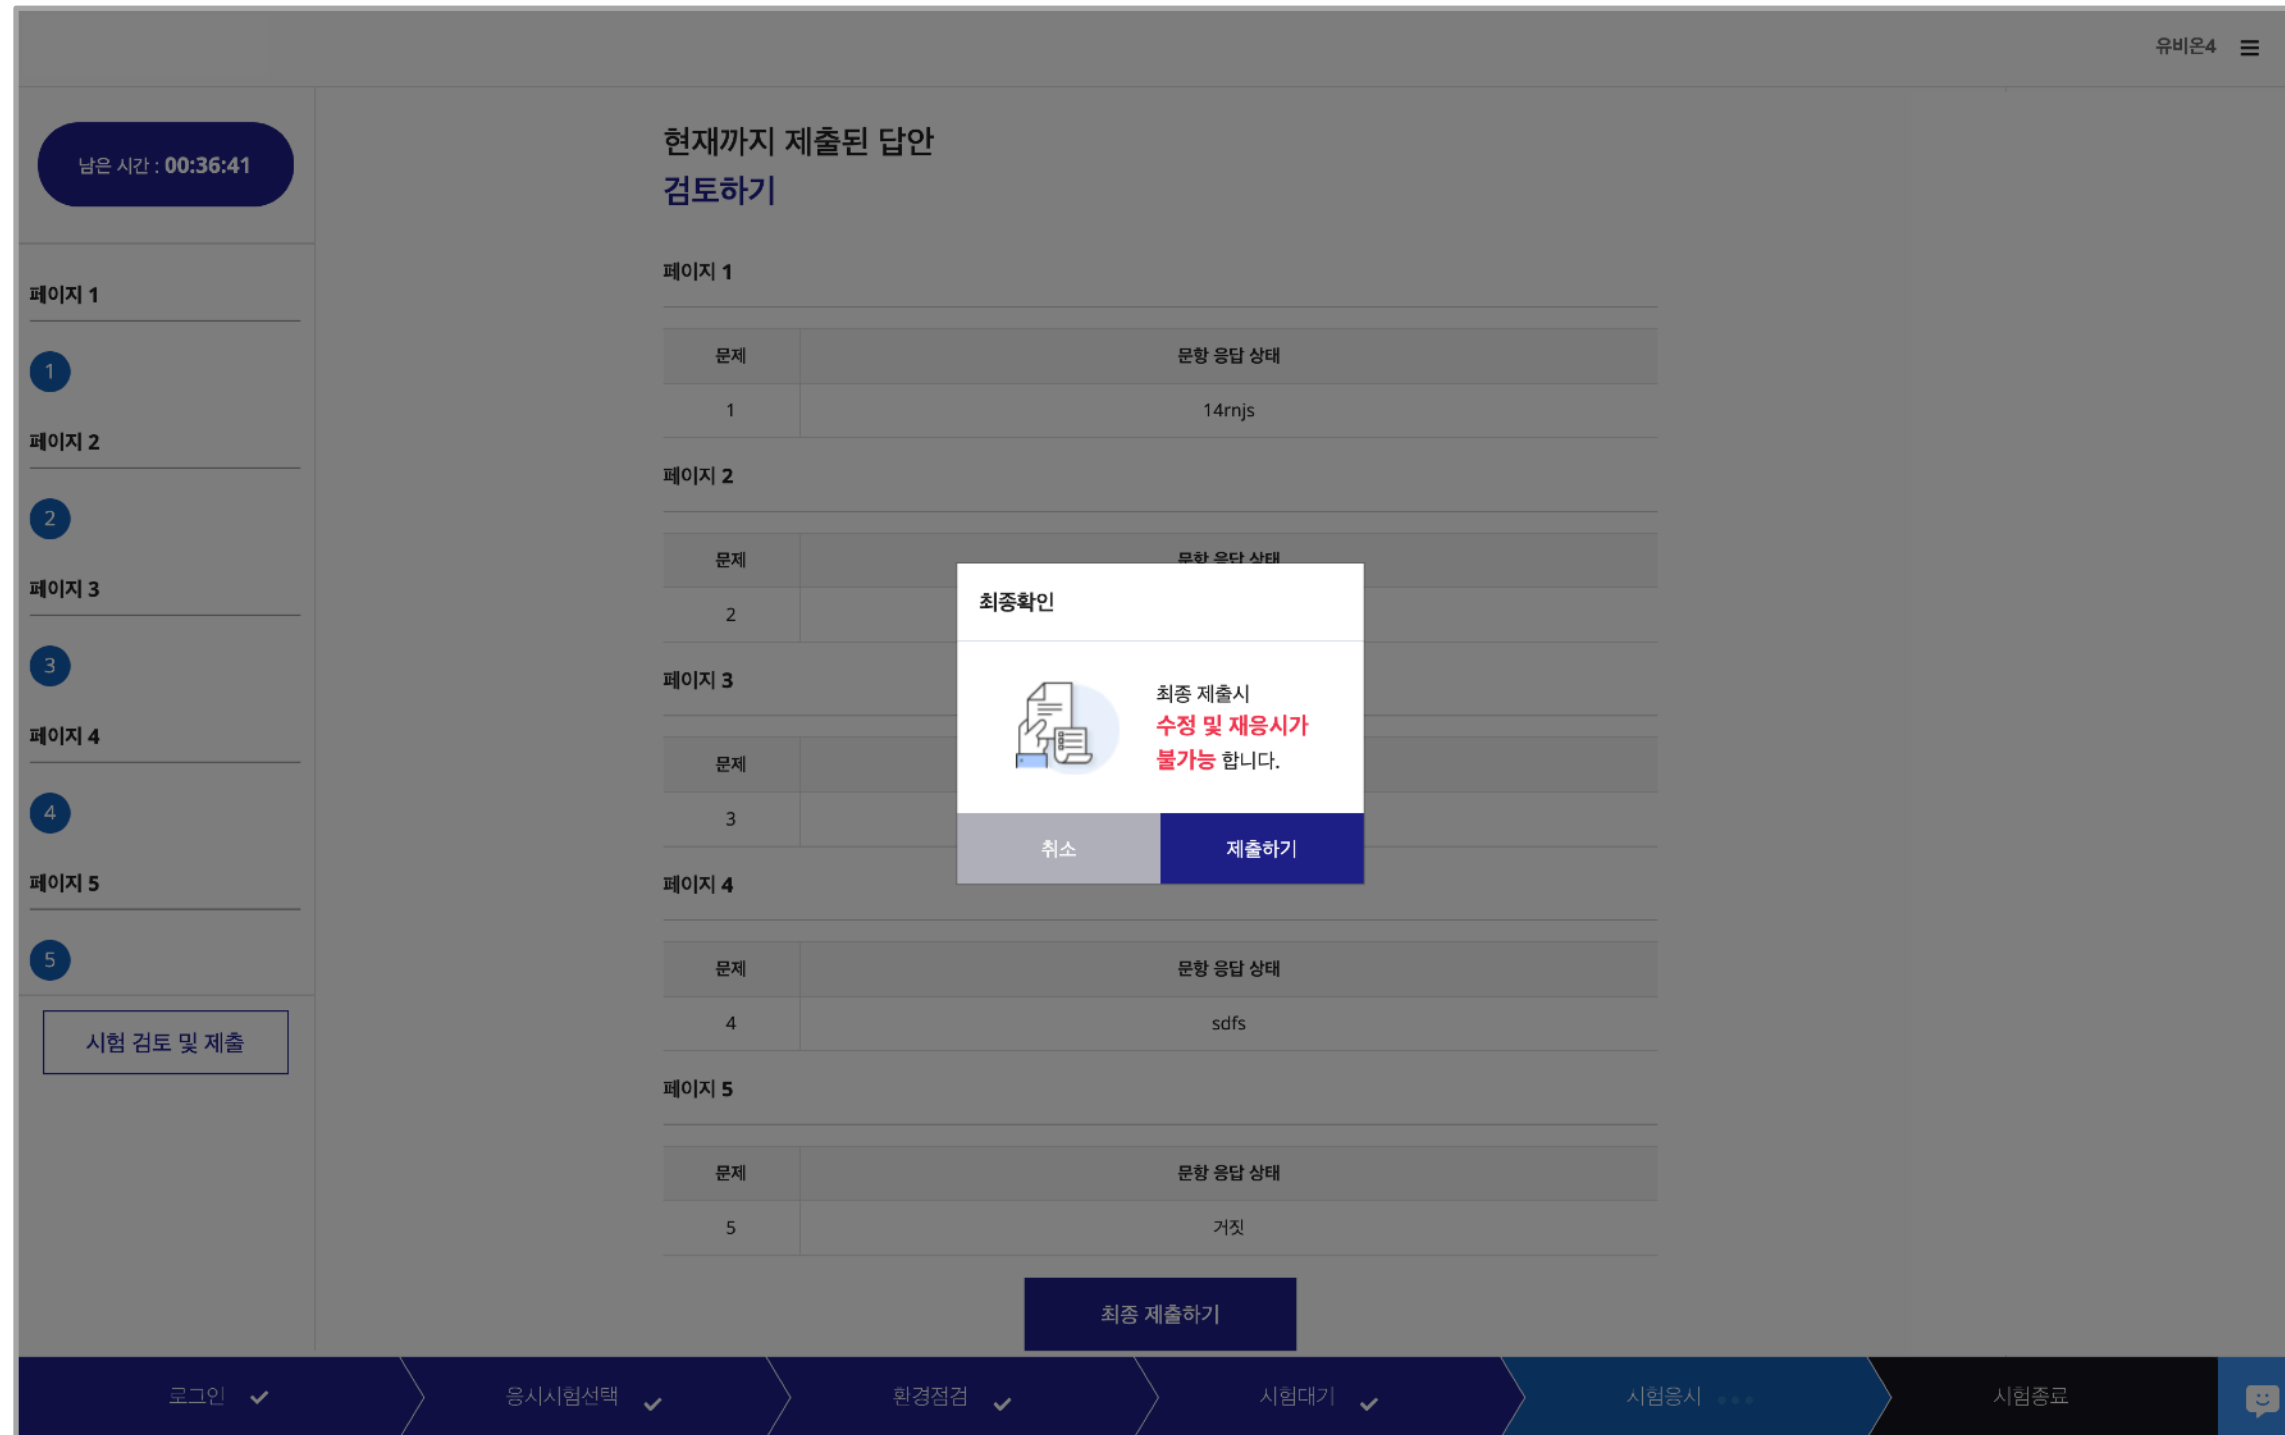 유비온4
남은 시간 : 00:36:41
페이지 1
1
페이지 2
2
페이지 3
3
페이지 4
4
페이지 5
5
시험 검토 및 제출
현재까지 제출된 답안
검토하기
페이지 1
문제 문항 응답 상태
1 14rnjs
페이지 2
문제 문항 응답 상태
2
페이지 3
문제
3
페이지 4
문제 문항 응답 상태
4 sdfs
페이지 5
문제 문항 응답 상태
5 거짓
최종 제출하기
최종확인
최종 제출시
수정 및 재응시가
불가능 합니다.
취소 제출하기
로그인 응시시험선택 환경점검 시험대기 시험응시 시험종료